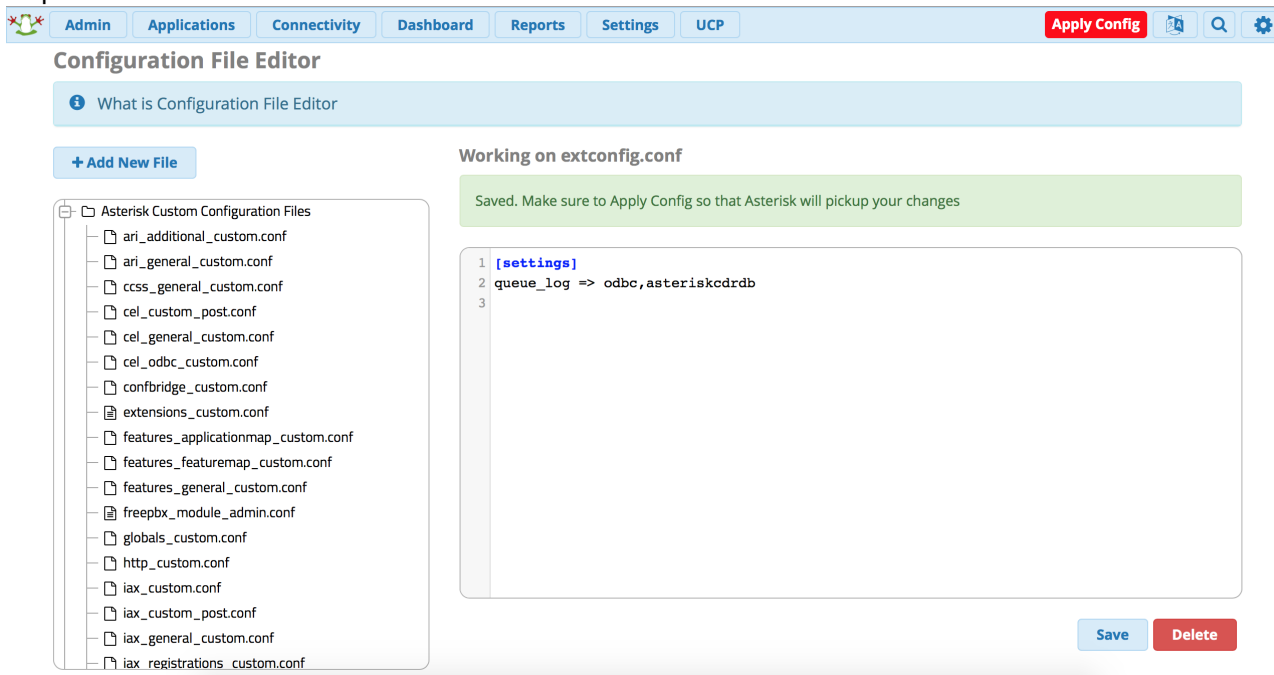 Admin Applications Connectivity Dashboard Reports Settings UCP Apply Config
Configuration File Editor
What is Configuration File Editor
+ Add New File
Asterisk Custom Configuration Files
ari_additional_custom.conf
ari_general_custom.conf
ccss_general_custom.conf
cel_custom_post.conf
cel_general_custom.conf
cel_odbc_custom.conf
confbridge_custom.conf
extensions_custom.conf
features_applicationmap_custom.conf
features_featuremap_custom.conf
features_general_custom.conf
freepbx_module_admin.conf
globals_custom.conf
http_custom.conf
iax_custom.conf
iax_custom_post.conf
iax_general_custom.conf
iax_registrations_custom.conf
Working on extconfig.conf
Saved. Make sure to Apply Config so that Asterisk will pickup your changes
1 [settings]
2 queue_log => odbc,asteriskcdrdb
3
Save Delete